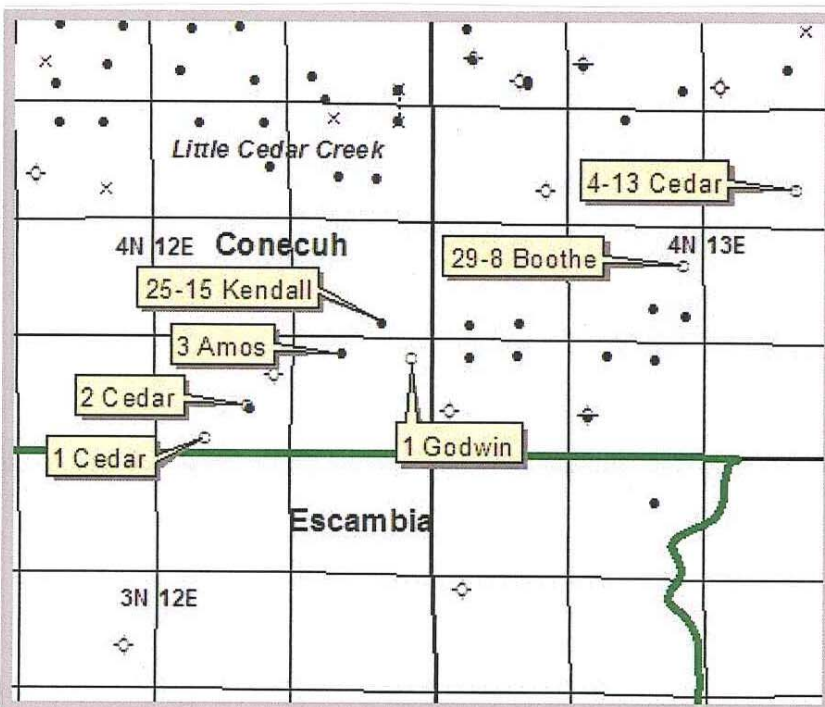 Little Cedar Creek
4-13 Cedar
4N 12E
Conecuh
29-8 Boothe
4N 13E
25-15 Kendall
3 Amos
2 Cedar
1 Cedar
1 Godwin
Escambia
3N 12E